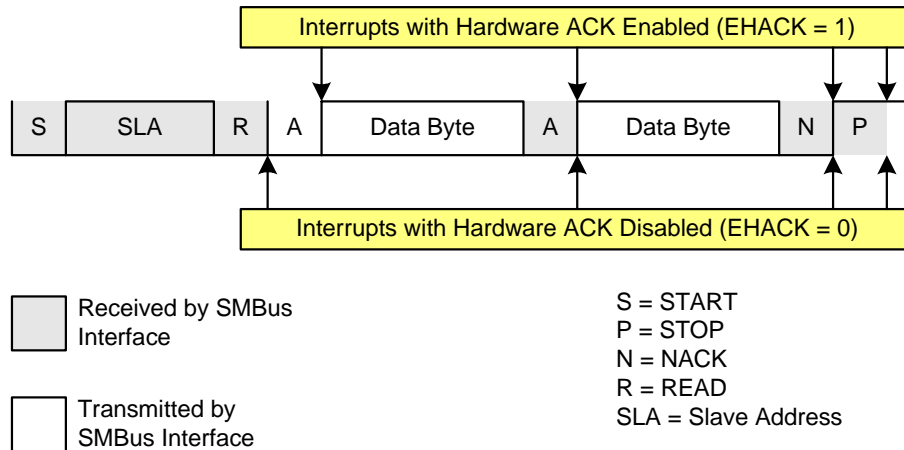 Interrupts with Hardware ACK Enabled (EHACK = 1)
S SLA R A Data Byte A Data Byte N P
Interrupts with Hardware ACK Disabled (EHACK = 0)
Received by SMBus
Interface
Transmitted by
SMBus Interface
S = START
P = STOP
N = NACK
R = READ
SLA = Slave Address